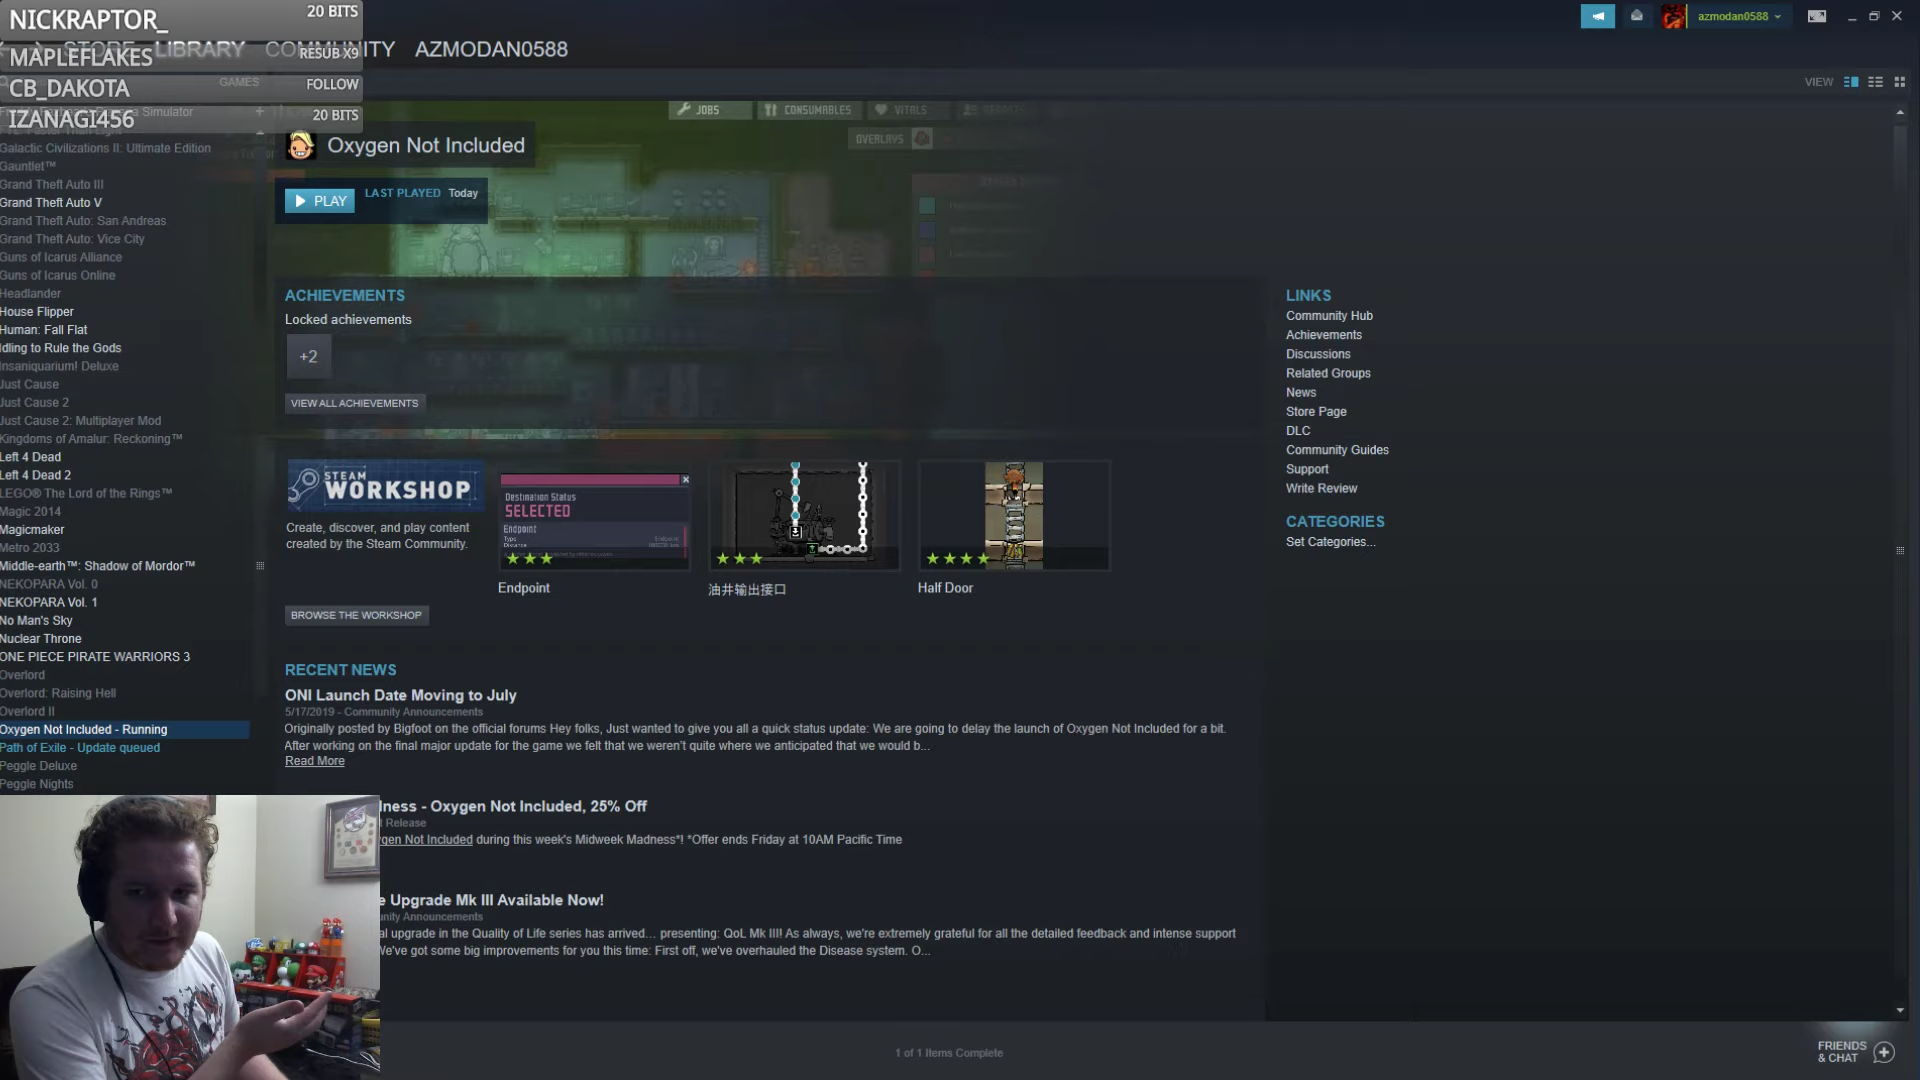 NICKRAPTOR_ 20 BITS
MAPLEFLAKES RESUB X9
CB_DAKOTA FOLLOW
IZANAGI456 20 BITS
STORE LIBRARY COMMUNITY AZMODAN0588
azmodan0588
GAMES
VIEW
Simulator
Galactic Civilizations II: Ultimate Edition
Gauntlet™
Grand Theft Auto III
Grand Theft Auto V
Grand Theft Auto: San Andreas
Grand Theft Auto: Vice City
Guns of Icarus Alliance
Guns of Icarus Online
Headlander
House Flipper
Human: Fall Flat
Idling to Rule the Gods
Insaniquarium! Deluxe
Just Cause
Just Cause 2
Just Cause 2: Multiplayer Mod
Kingdoms of Amalur: Reckoning™
Left 4 Dead
Left 4 Dead 2
LEGO® The Lord of the Rings™
Magic 2014
Magicmaker
Metro 2033
Middle-earth™: Shadow of Mordor™
NEKOPARA Vol. 0
NEKOPARA Vol. 1
No Man's Sky
Nuclear Throne
ONE PIECE PIRATE WARRIORS 3
Overlord
Overlord: Raising Hell
Overlord II
Oxygen Not Included - Running
Path of Exile - Update queued
Peggle Deluxe
Peggle Nights
JOBS CONSUMABLES VITALS
OVERLAYS
Oxygen Not Included
PLAY LAST PLAYED Today
ACHIEVEMENTS
Locked achievements
+2
VIEW ALL ACHIEVEMENTS
STEAM
WORKSHOP
Create, discover, and play content
created by the Steam Community.
BROWSE THE WORKSHOP
Destination Status
SELECTED
Endpoint
Type
Endpoint
油井输出接口
Half Door
RECENT NEWS
ONI Launch Date Moving to July
5/17/2019 - Community Announcements
Originally posted by Bigfoot on the official forums Hey folks, Just wanted to give you all a quick status update: We are going to delay the launch of Oxygen Not Included for a bit.
After working on the final major update for the game we felt that we weren't quite where we anticipated that we would b...
Read More
ness - Oxygen Not Included, 25% Off
t Release
gen Not Included during this week's Midweek Madness*! *Offer ends Friday at 10AM Pacific Time
e Upgrade Mk III Available Now!
unity Announcements
al upgrade in the Quality of Life series has arrived... presenting: QoL Mk III! As always, we're extremely grateful for all the detailed feedback and intense support
We've got some big improvements for you this time: First off, we've overhauled the Disease system. O...
LINKS
Community Hub
Achievements
Discussions
Related Groups
News
Store Page
DLC
Community Guides
Support
Write Review
CATEGORIES
Set Categories...
1 of 1 Items Complete
FRIENDS
& CHAT